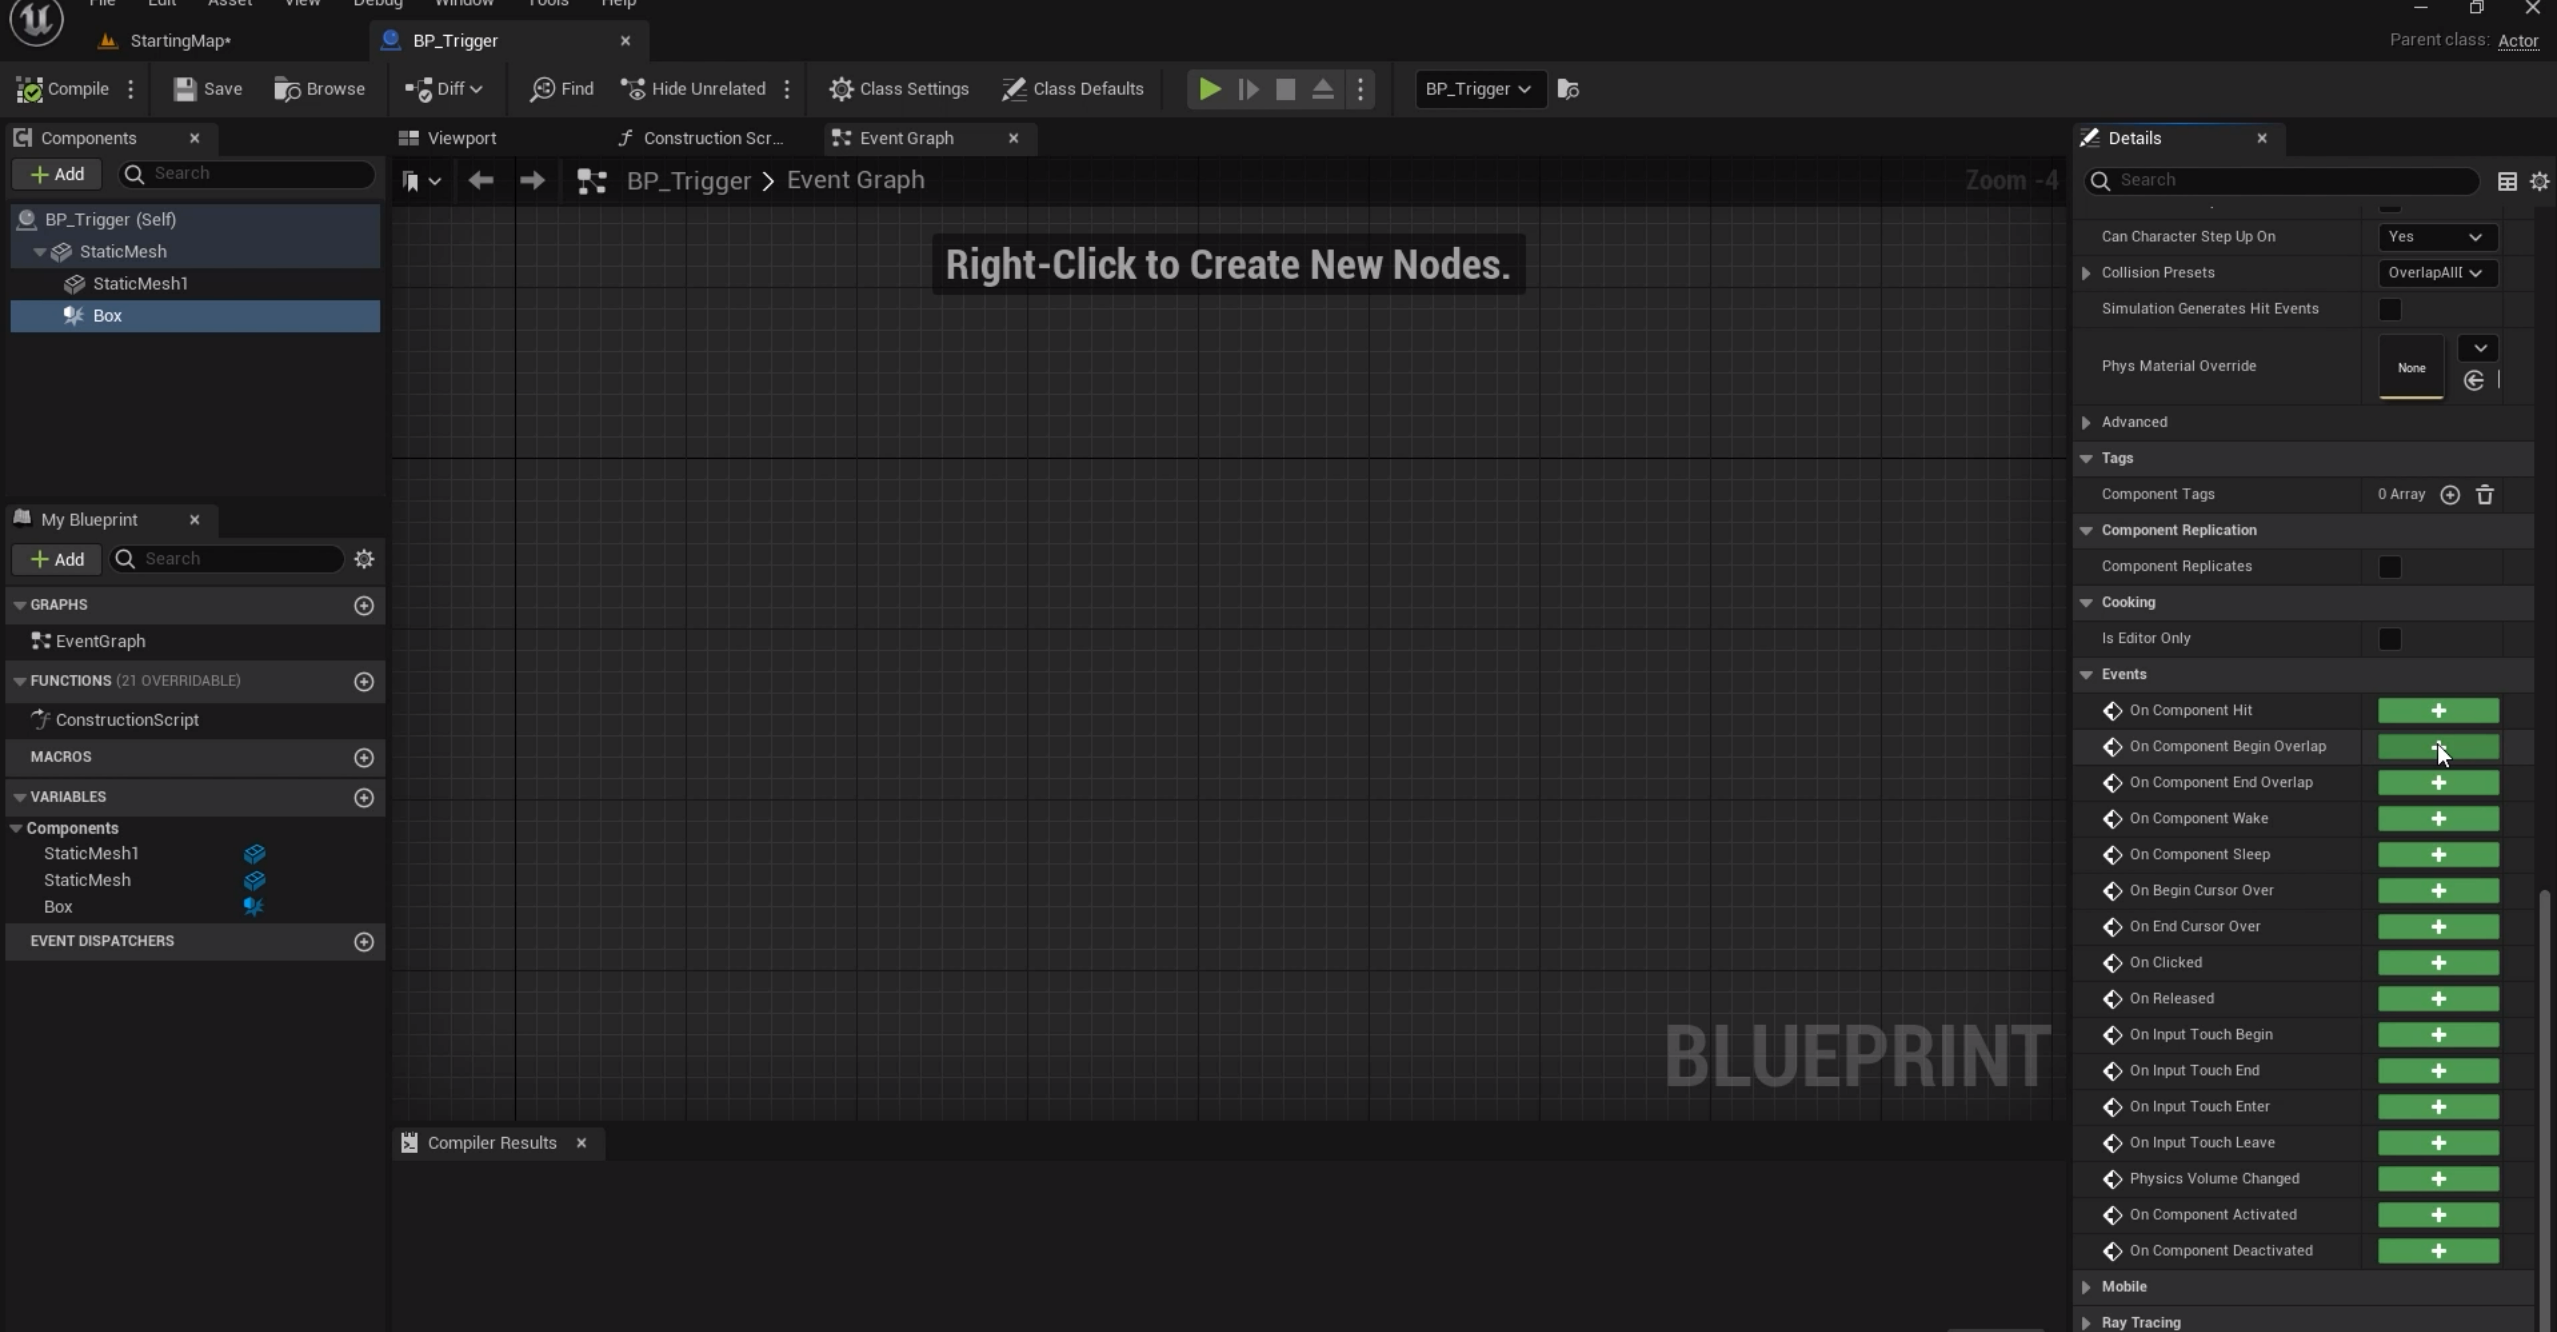 File Edit Asset View Debug Window Tools Help
StartingMap* BP_Trigger
Parent class: Actor
Compile Save Browse Diff Find Hide Unrelated Class Settings Class Defaults BP_Trigger
Components
Add Search
BP_Trigger (Self)
StaticMesh
StaticMesh1
Box
My Blueprint
Add Search
GRAPHS
EventGraph
FUNCTIONS (21 OVERRIDABLE)
ConstructionScript
MACROS
VARIABLES
Components
StaticMesh1
StaticMesh
Box
EVENT DISPATCHERS
Viewport Construction Scr... Event Graph
BP_Trigger > Event Graph Zoom -4
Right-Click to Create New Nodes.
BLUEPRINT
Compiler Results
Details
Search
Can Character Step Up On Yes
Collision Presets OverlapAll
Simulation Generates Hit Events
Phys Material Override None
Advanced
Tags
Component Tags 0 Array
Component Replication
Component Replicates
Cooking
Is Editor Only
Events
On Component Hit
On Component Begin Overlap
On Component End Overlap
On Component Wake
On Component Sleep
On Begin Cursor Over
On End Cursor Over
On Clicked
On Released
On Input Touch Begin
On Input Touch End
On Input Touch Enter
On Input Touch Leave
Physics Volume Changed
On Component Activated
On Component Deactivated
Mobile
Ray Tracing